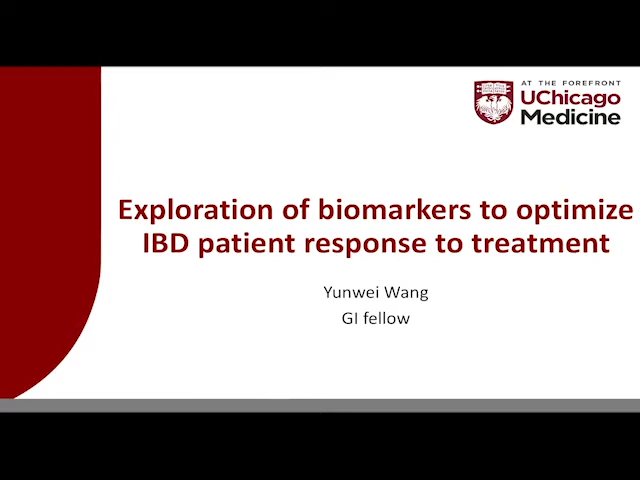 AT THE FOREFRONT
UChicago
Medicine
Exploration of biomarkers to optimize
IBD patient response to treatment
Yunwei Wang
GI fellow